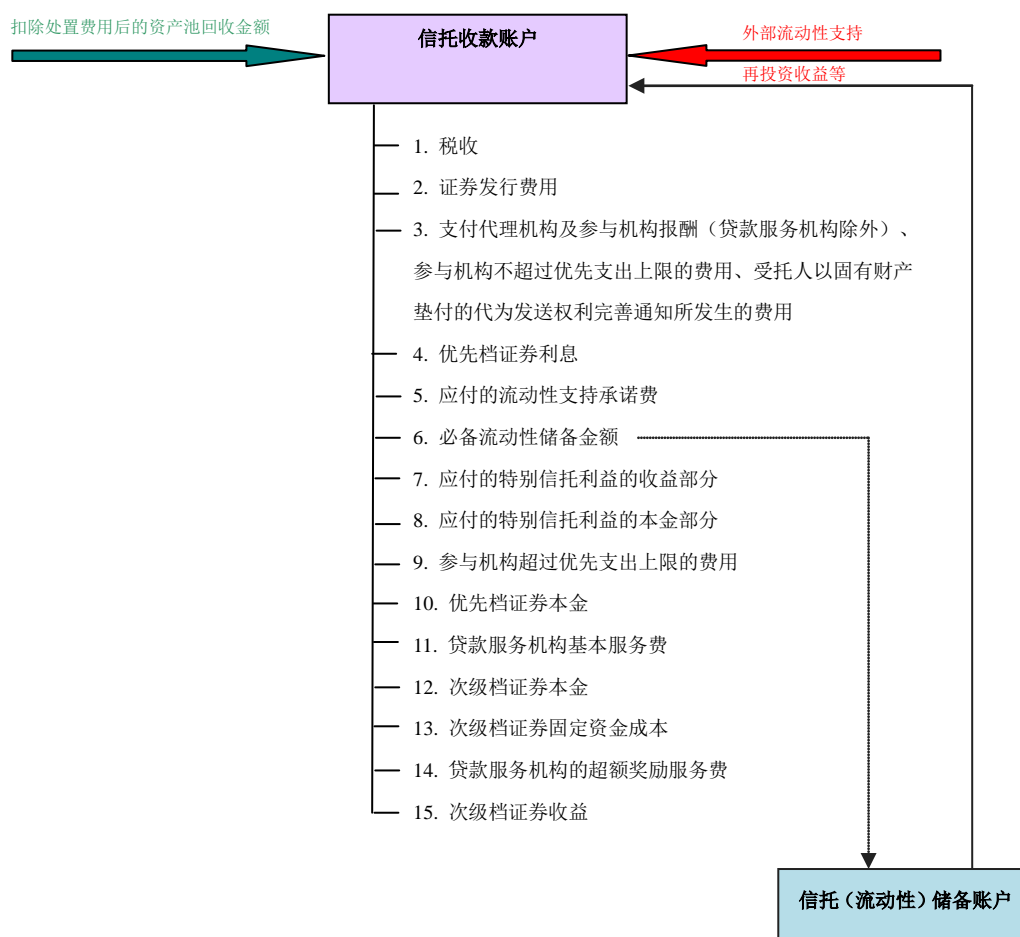 扣除处置费用后的资产池回收金额
信托收款账户
外部流动性支持
再投资收益等
1. 税收
2. 证券发行费用
3. 支付代理机构及参与机构报酬（贷款服务机构除外）、
参与机构不超过优先支出上限的费用、受托人以固有财产
垫付的代为发送权利完善通知所发生的费用
4. 优先档证券利息
5. 应付的流动性支持承诺费
6. 必备流动性储备金额
7. 应付的特别信托利益的收益部分
8. 应付的特别信托利益的本金部分
9. 参与机构超过优先支出上限的费用
10. 优先档证券本金
11. 贷款服务机构基本服务费
12. 次级档证券本金
13. 次级档证券固定资金成本
14. 贷款服务机构的超额奖励服务费
15. 次级档证券收益
信托（流动性）储备账户